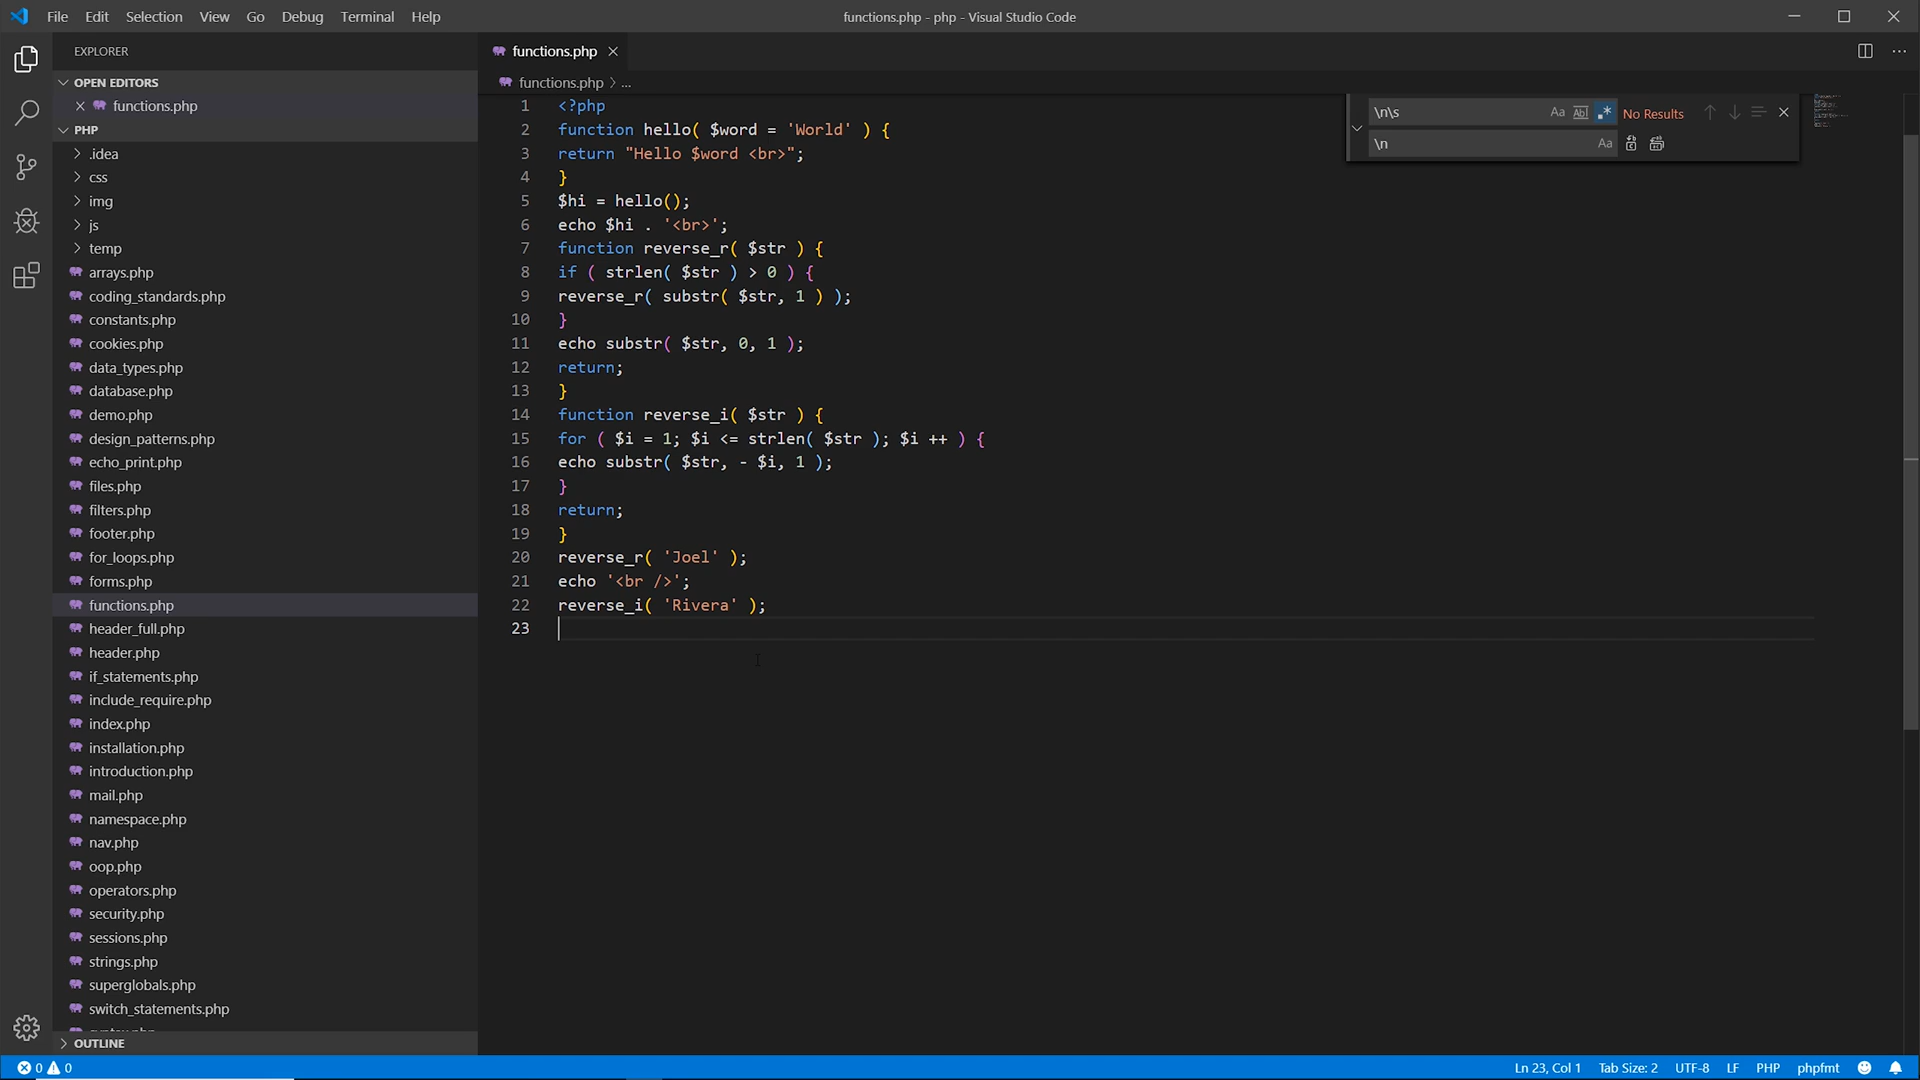 File Edit Selection View Go Debug Terminal Help
functions.php - php - Visual Studio Code
EXPLORER
OPEN EDITORS
functions.php
PHP
.idea
css
img
js
temp
arrays.php
coding_standards.php
constants.php
cookies.php
data_types.php
database.php
demo.php
design_patterns.php
echo_print.php
files.php
filters.php
footer.php
for_loops.php
forms.php
functions.php
header_full.php
header.php
if_statements.php
include_require.php
index.php
installation.php
introduction.php
mail.php
namespace.php
nav.php
oop.php
operators.php
security.php
sessions.php
strings.php
superglobals.php
switch_statements.php
OUTLINE
functions.php
functions.php > ...
1 <?php
2 function hello( $word = 'World' ) {
3 return "Hello $word <br>";
4 }
5 $hi = hello();
6 echo $hi . '<br>';
7 function reverse_r( $str ) {
8 if ( strlen( $str ) > 0 ) {
9 reverse_r( substr( $str, 1 ) );
10 }
11 echo substr( $str, 0, 1 );
12 return;
13 }
14 function reverse_i( $str ) {
15 for ( $i = 1; $i <= strlen( $str ); $i ++ ) {
16 echo substr( $str, - $i, 1 );
17 }
18 return;
19 }
20 reverse_r( 'Joel' );
21 echo '<br />';
22 reverse_i( 'Rivera' );
23
\n\s Aa Abl .* No Results
\n Aa
0 0
Ln 23, Col 1 Tab Size: 2 UTF-8 LF PHP phpfmt